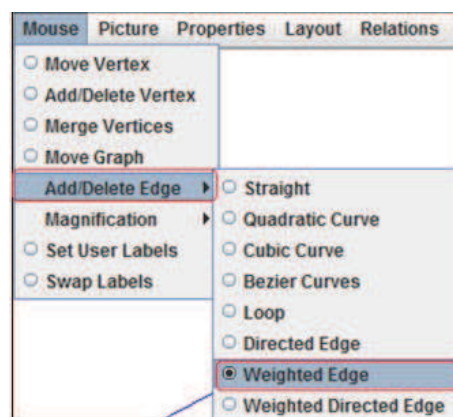 Mouse Picture Properties Layout Relations
Move Vertex
Add/Delete Vertex
Merge Vertices
Move Graph
Add/Delete Edge
Magnification
Set User Labels
Swap Labels
Straight
Quadratic Curve
Cubic Curve
Bezier Curves
Loop
Directed Edge
Weighted Edge
Weighted Directed Edge